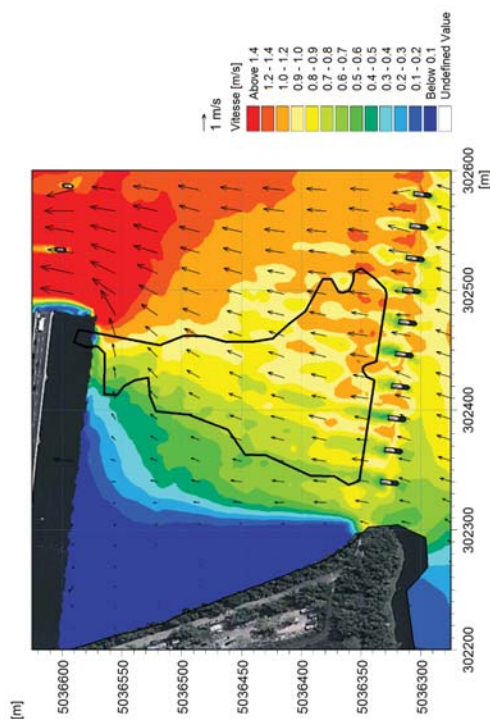 [m]
5036600
5036550
5036500
5036450
5036400
5036350
5036300
302200
302300
302400
302500
302600
[m]
1 m/s
Vitesse [m/s]
Above 1.4
1.2 - 1.4
1.0 - 1.2
0.9 - 1.0
0.8 - 0.9
0.7 - 0.8
0.6 - 0.7
0.5 - 0.6
0.4 - 0.5
0.3 - 0.4
0.2 - 0.3
0.1 - 0.2
Below 0.1
Undefined Value